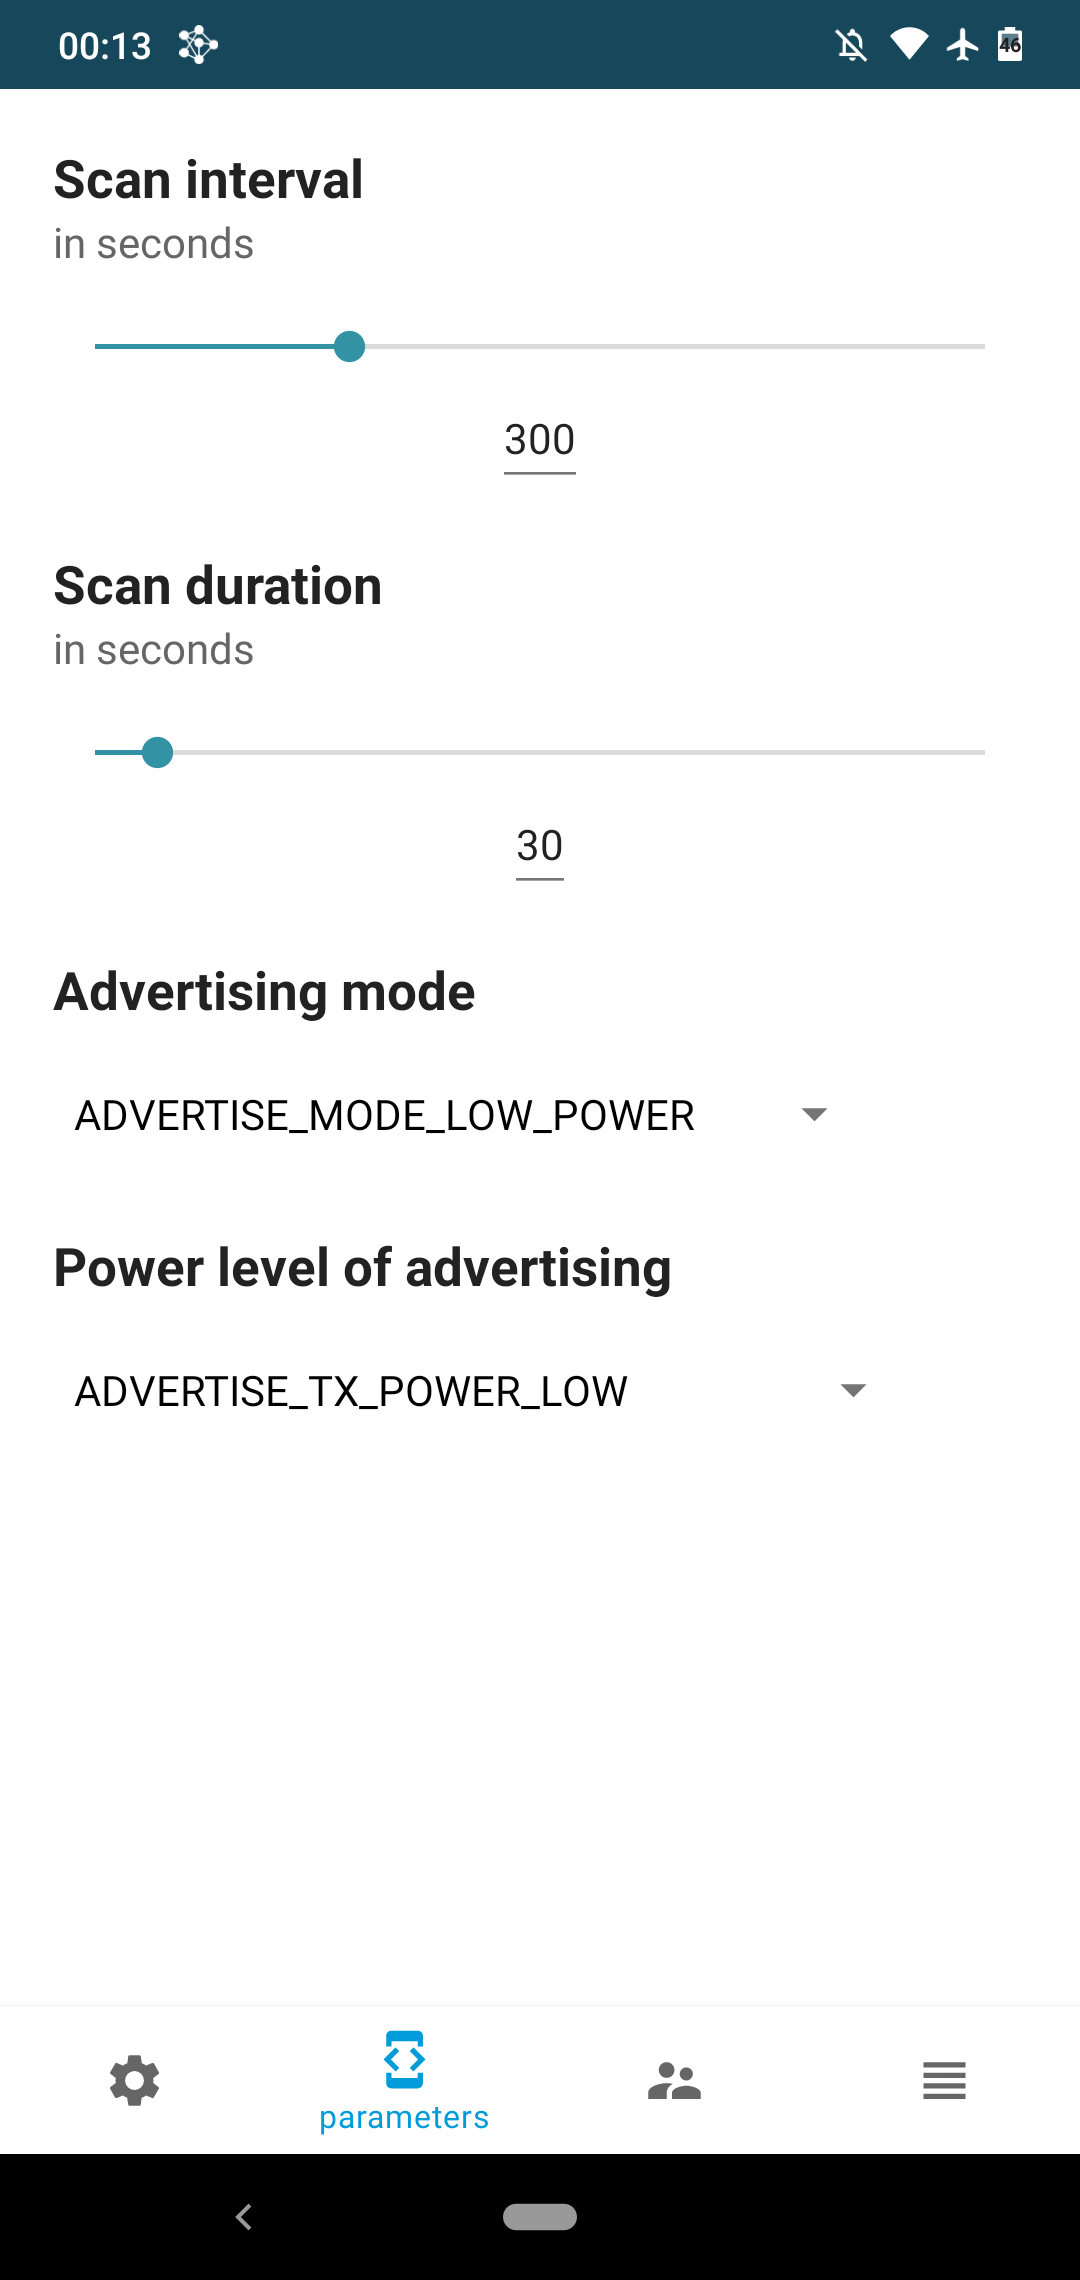 00:13
46
Scan interval
in seconds
300
Scan duration
in seconds
30
Advertising mode
ADVERTISE_MODE_LOW_POWER
Power level of advertising
ADVERTISE_TX_POWER_LOW
parameters